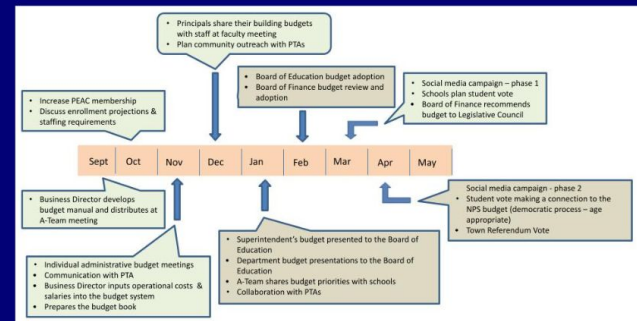 • Principals share their building budgets
with staff at faculty meeting
• Plan community outreach with PTAs
• Board of Education budget adoption
• Board of Finance budget review and
adoption
• Social media campaign – phase 1
• Schools plan student vote
• Board of Finance recommends
budget to Legislative Council
• Increase PEAC membership
• Discuss enrollment projections &
staffing requirements
Sept Oct Nov Dec Jan Feb Mar Apr May
• Business Director develops
budget manual and distributes at
A-Team meeting
Social media campaign - phase 2
• Student vote making a connection to the
NPS budget (democratic process – age
appropriate)
• Town Referendum Vote
• Individual administrative budget meetings
• Communication with PTA
• Business Director inputs operational costs &
salaries into the budget system
• Prepares the budget book
• Superintendent's budget presented to the Board of
Education
• Department budget presentations to the Board of
Education
• A-Team shares budget priorities with schools
• Collaboration with PTAs